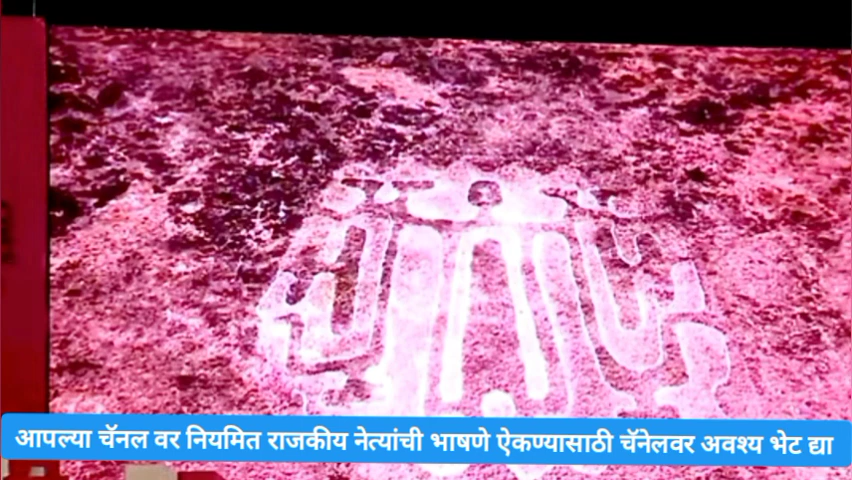 आपल्या चॅनल वर नियमित राजकीय नेत्यांची भाषणे ऐकण्यासाठी चॅनेलवर अवश्य भेट द्या